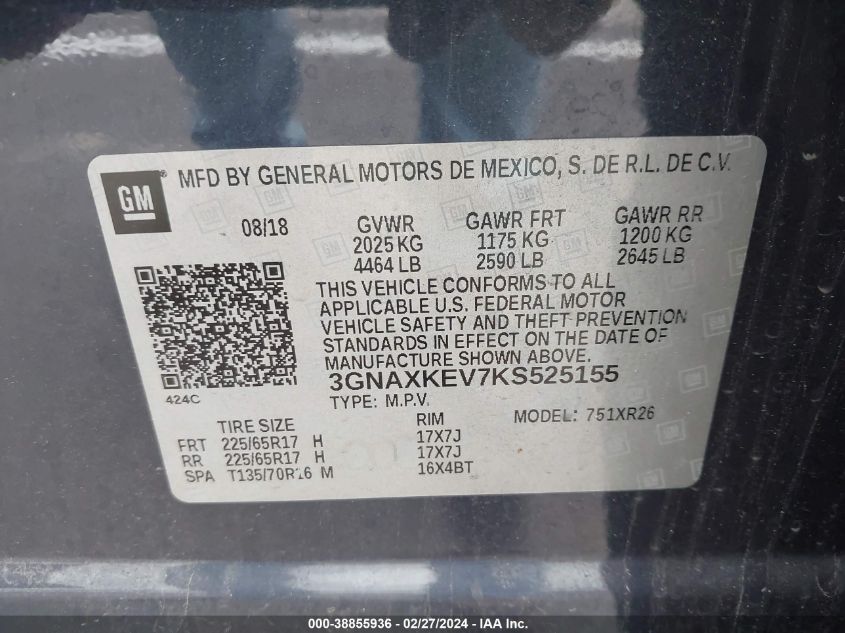 GM
MFD BY GENERAL MOTORS DE MEXICO, S. DE R.L. DE C.V.
08/18
GVWR GAWR FRT GAWR RR
2025 KG 1175 KG 1200 KG
4464 LB 2590 LB 2645 LB
THIS VEHICLE CONFORMS TO ALL
APPLICABLE U.S. FEDERAL MOTOR
VEHICLE SAFETY AND THEFT PREVENTION
STANDARDS IN EFFECT ON THE DATE OF
MANUFACTURE SHOWN ABOVE.
424C
3GNAXKEV7KS525155
TYPE: M.P.V.
MODEL: 751XR26
TIRE SIZE RIM
FRT 225/65R17 H 17X7J
RR 225/65R17 H 17X7J
SPA T135/70R16 M 16X4BT
000-38855936 - 02/27/2024 - IAA Inc.